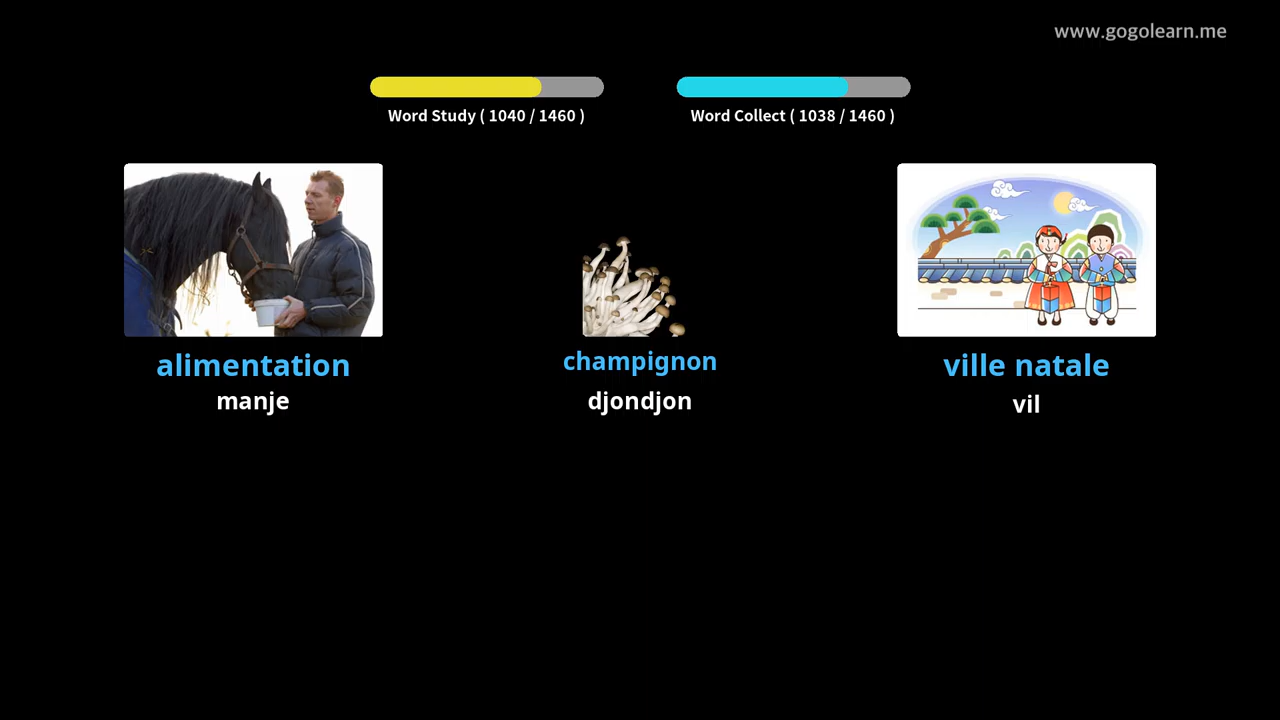 www.gogolearn.me
Word Study ( 1040 / 1460 )
Word Collect ( 1038 / 1460 )
alimentation
manje
champignon
djondjon
ville natale
vil